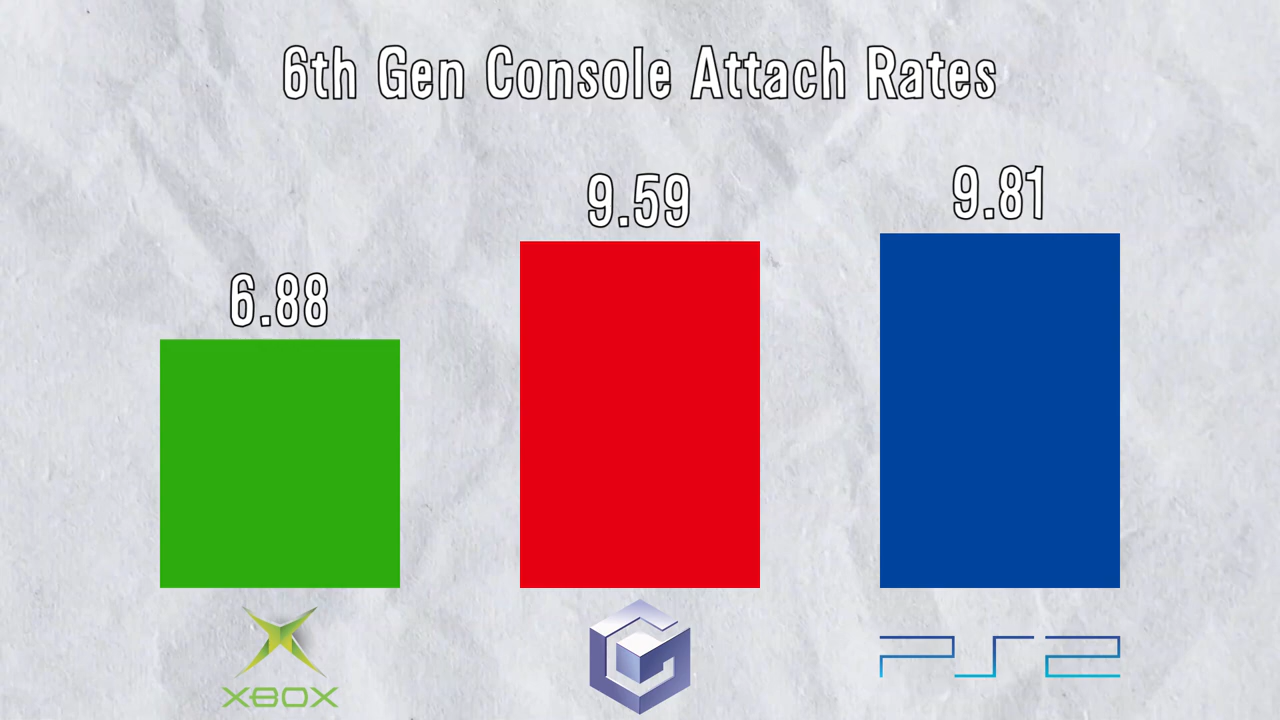 6th Gen Console Attach Rates
6.88
9.59
9.81
XBOX
PS2